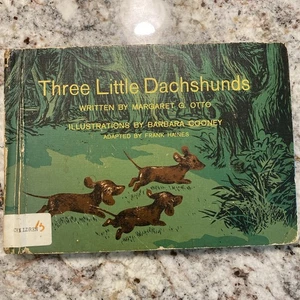 Three Little Dachshunds
WRITTEN BY MARGARET G. OTTO
ILLUSTRATIONS BY BARBARA COONEY
ADAPTED BY FRANK HAINES